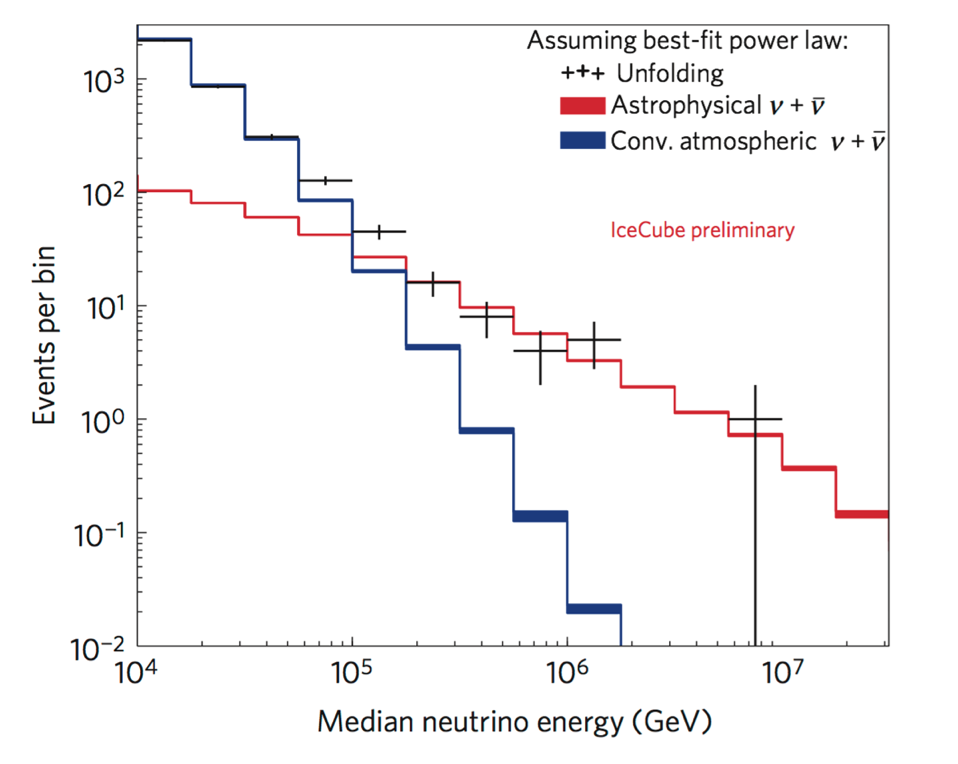 Assuming best-fit power law:
+++ Unfolding
Astrophysical ν + ν̄
Conv. atmospheric ν + ν̄
IceCube preliminary
Events per bin
10³
10²
10¹
10⁰
10⁻¹
10⁻²
10⁴ 10⁵ 10⁶ 10⁷
Median neutrino energy (GeV)